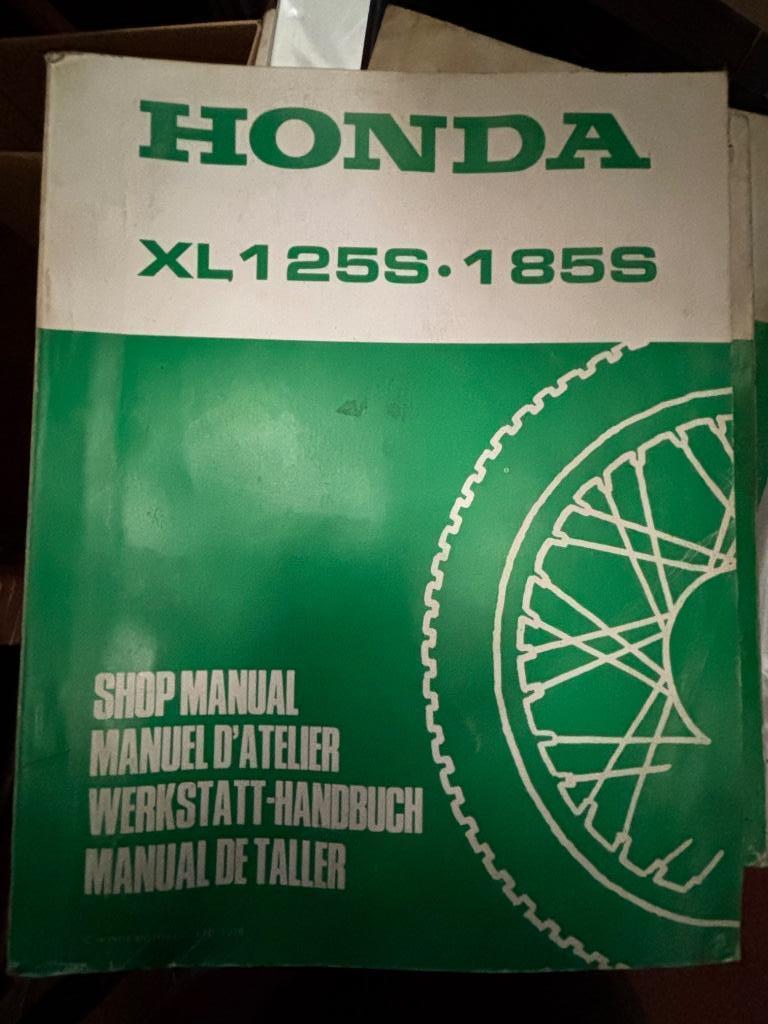 HONDA
XL125S·185S
SHOP MANUAL
MANUEL D'ATELIER
WERKSTATT-HANDBUCH
MANUAL DE TALLER